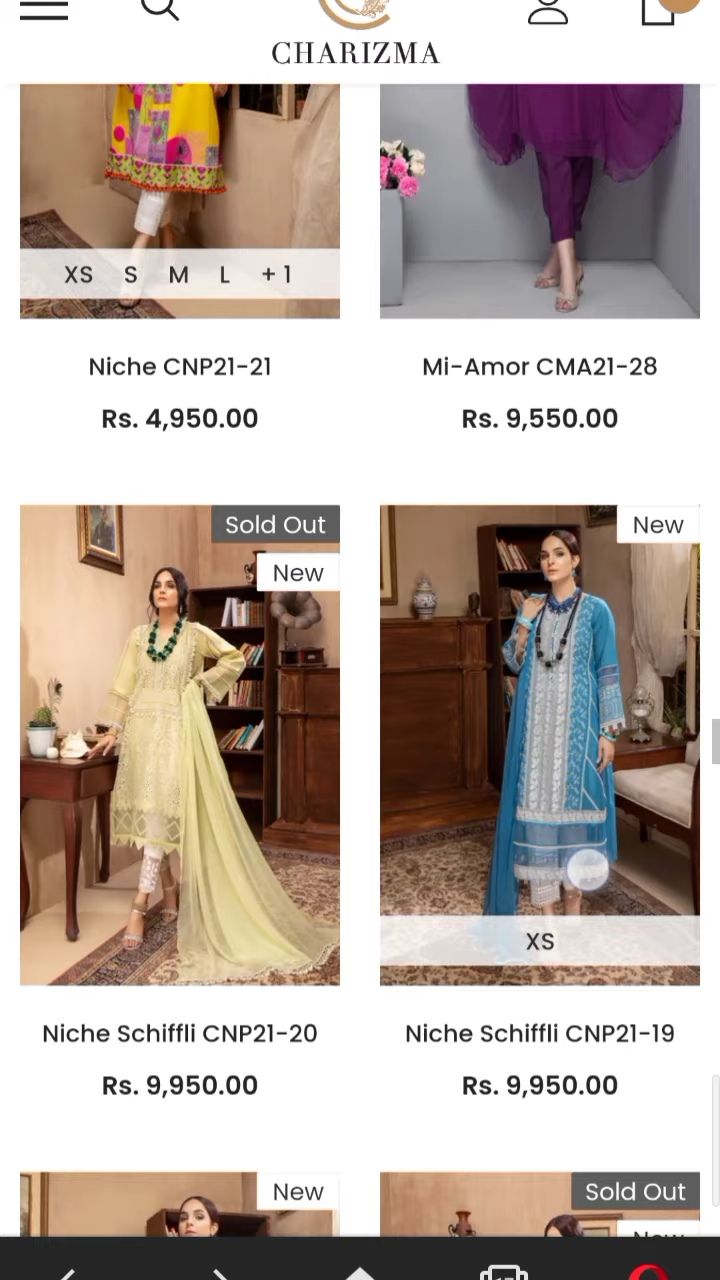 CHARIZMA
XS S M L + 1
Niche CNP21-21
Rs. 4,950.00
Mi-Amor CMA21-28
Rs. 9,550.00
Sold Out
New
Niche Schiffli CNP21-20
Rs. 9,950.00
New
XS
Niche Schiffli CNP21-19
Rs. 9,950.00
New
Sold Out
New